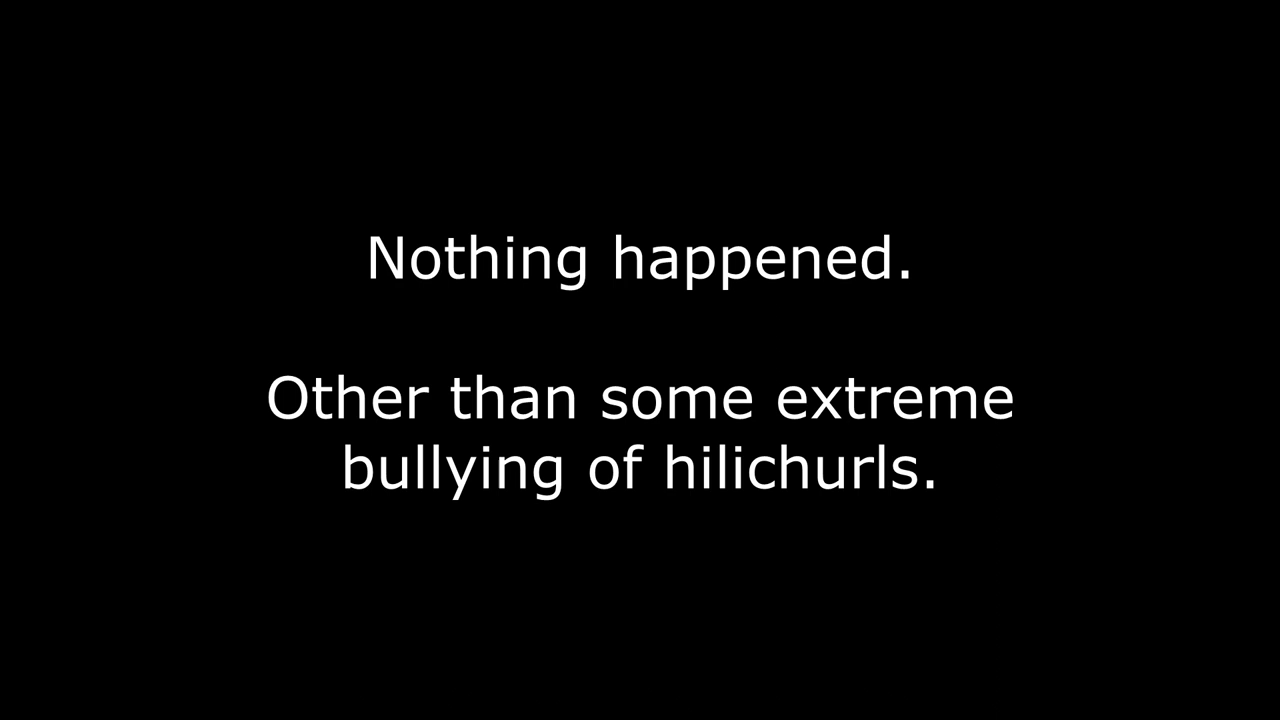 Nothing happened.
Other than some extreme
bullying of hilichurls.